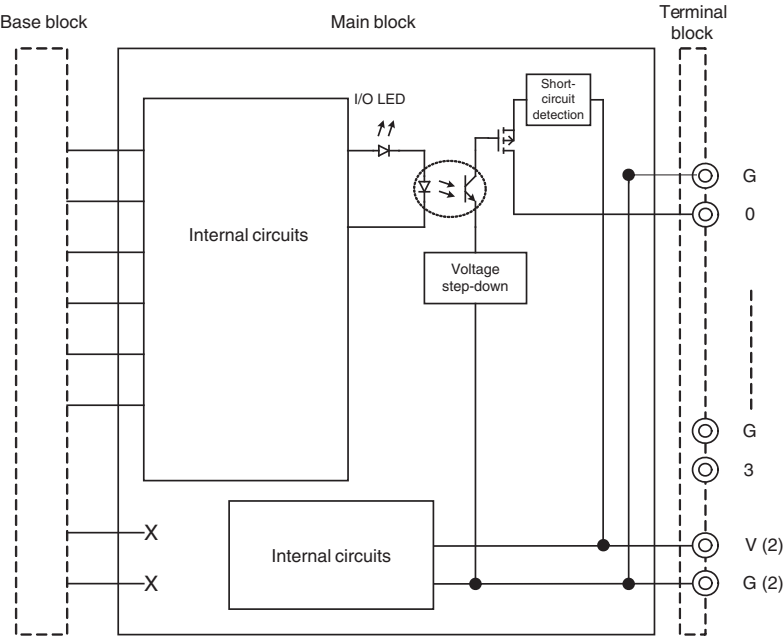 Base block
Main block
Terminal
block
I/O LED
Short-
circuit
detection
G
0
Internal circuits
Voltage
step-down
G
3
X
Internal circuits
V (2)
X
G (2)